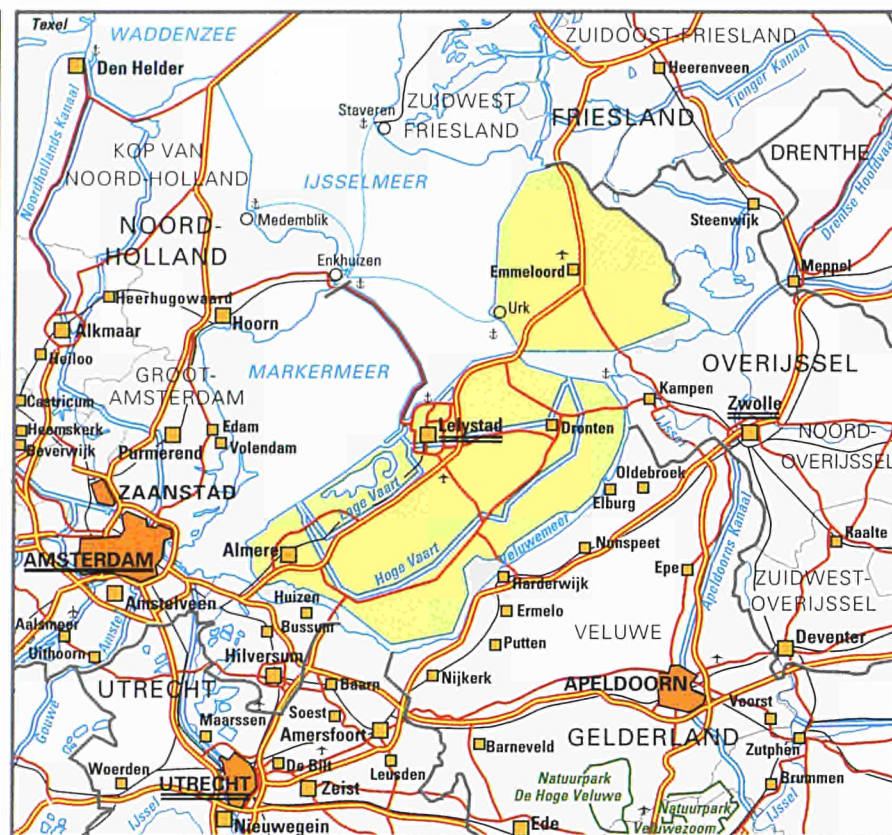 Texel
WADDENZEE
ZUIDOOST-FRIESLAND
Den Helder
Heerenveen
Tjonger Kanaal
Staveren
ZUIDWEST
FRIESLAND
FRIESLAND
Noordhollands Kanaal
KOP VAN
NOORD-HOLLAND
DRENTHE
IJSSELMEER
Medemblik
Steenwijk
Drentse Hoofdvaart
NOORD-
HOLLAND
Enkhuizen
Emmeloord
Meppel
Heerhugowaard
Urk
Hoorn
Alkmaar
Heiloo
OVERIJSSEL
GROOT-
AMSTERDAM
MARKERMEER
Kampen
Castricum
Zwolle
IJssel
Heemskerk
Edam
Lelystad
Dronten
NOORD-
OVERIJSSEL
Beverwijk
Purmerend
Volendam
Oldebroek
Elburg
ZAANSTAD
Lage Vaart
Apeldoorns Kanaal
Raalte
AMSTERDAM
Almere
Hoge Vaart
Veluwemeer
Nunspeet
Epe
Harderwijk
ZUIDWEST-
OVERIJSSEL
Amstelveen
Huizen
Aalsmeer
Amstel
Ermelo
Bussum
VELUWE
Uithoorn
Putten
Deventer
Hilversum
UTRECHT
Baarn
Nijkerk
APELDOORN
Voorst
Gouwe
Soest
Maarssen
Amersfoort
GELDERLAND
Barneveld
Zutphen
De Bilt
Leusden
Woerden
UTRECHT
Zeist
Natuurpark
De Hoge Veluwe
Brummen
IJssel
Nieuwegein
Ede
Natuurpark
Veluwezoom
IJssel